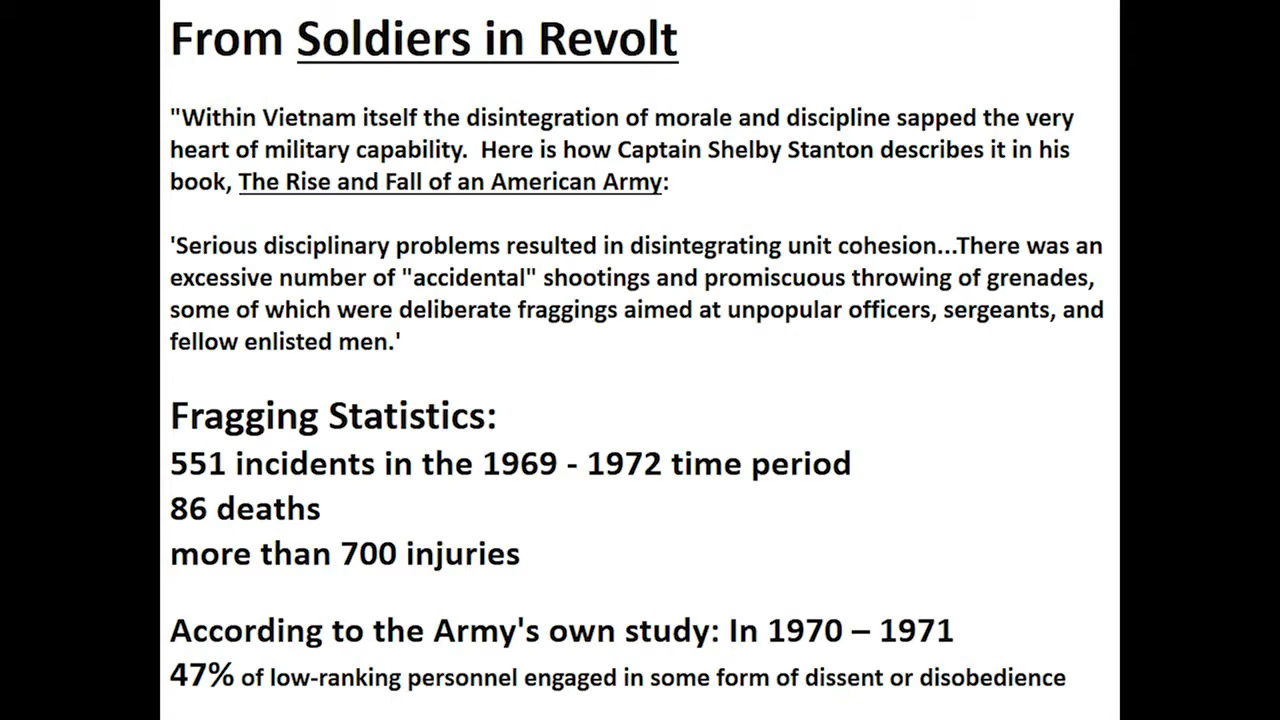 From Soldiers in Revolt
"Within Vietnam itself the disintegration of morale and discipline sapped the very
heart of military capability.  Here is how Captain Shelby Stanton describes it in his
book, The Rise and Fall of an American Army:
'Serious disciplinary problems resulted in disintegrating unit cohesion...There was an
excessive number of "accidental" shootings and promiscuous throwing of grenades,
some of which were deliberate fraggings aimed at unpopular officers, sergeants, and
fellow enlisted men.'
Fragging Statistics:
551 incidents in the 1969 - 1972 time period
86 deaths
more than 700 injuries
According to the Army's own study: In 1970 – 1971
47% of low-ranking personnel engaged in some form of dissent or disobedience